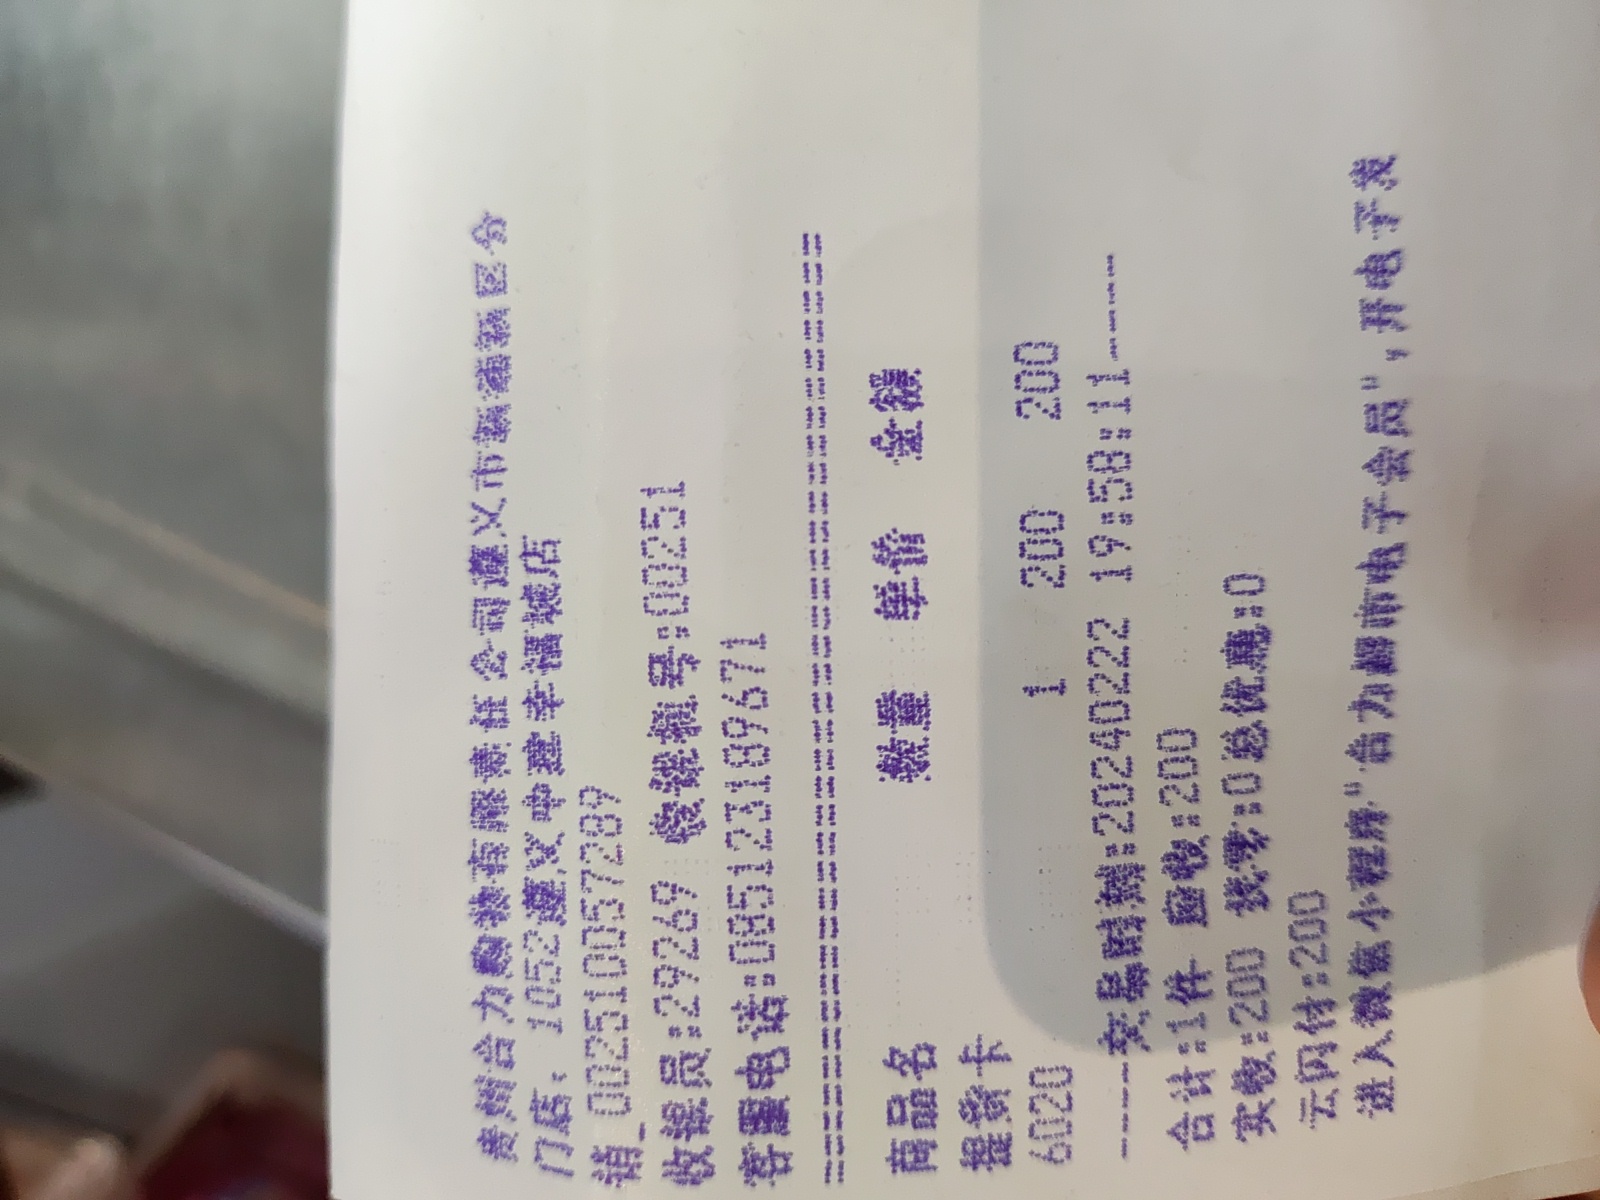 贵州合力购物有限责任公司遵义市新蒲新区分
门店: 1052遵义中建幸福城店
销_002510057289
收银员:29269 收款机号:00251
客服电话:085123189671
================================
商品名 数量 单价 金额
提货卡
6020 1 200 200
-----交易时刻:20240222 19:58:11-----
合计:1件 应收:200
实收:200 找零:0总优惠:0
云闪付:200
进入微信小程序"合力超市电子会员",开电子发